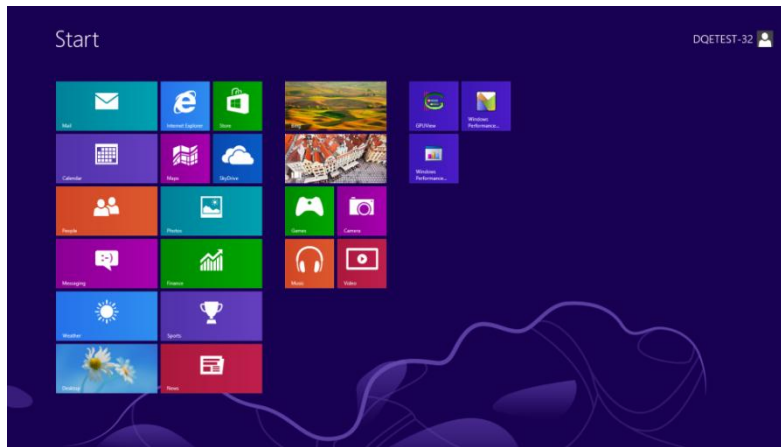 Start
DQETEST-32
Mail
Internet Explorer
Store
Bing
GPUView
Windows
Performance...
Calendar
Maps
SkyDrive
Windows
Performance...
People
Photos
Games
Camera
Messaging
Finance
Music
Video
Weather
Sports
Desktop
News